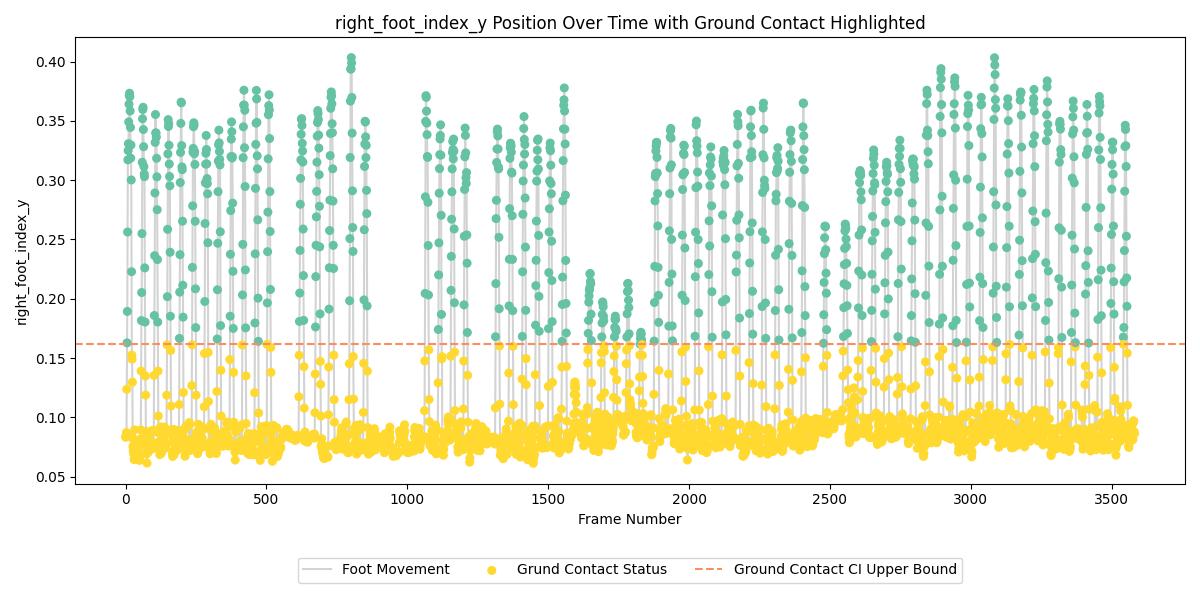 right_foot_index_y Position Over Time with Ground Contact Highlighted
0.40
0.35
0.30
0.25
0.20
0.15
0.10
0.05
right_foot_index_y
0 500 1000 1500 2000 2500 3000 3500
Frame Number
Foot Movement Grund Contact Status Ground Contact CI Upper Bound